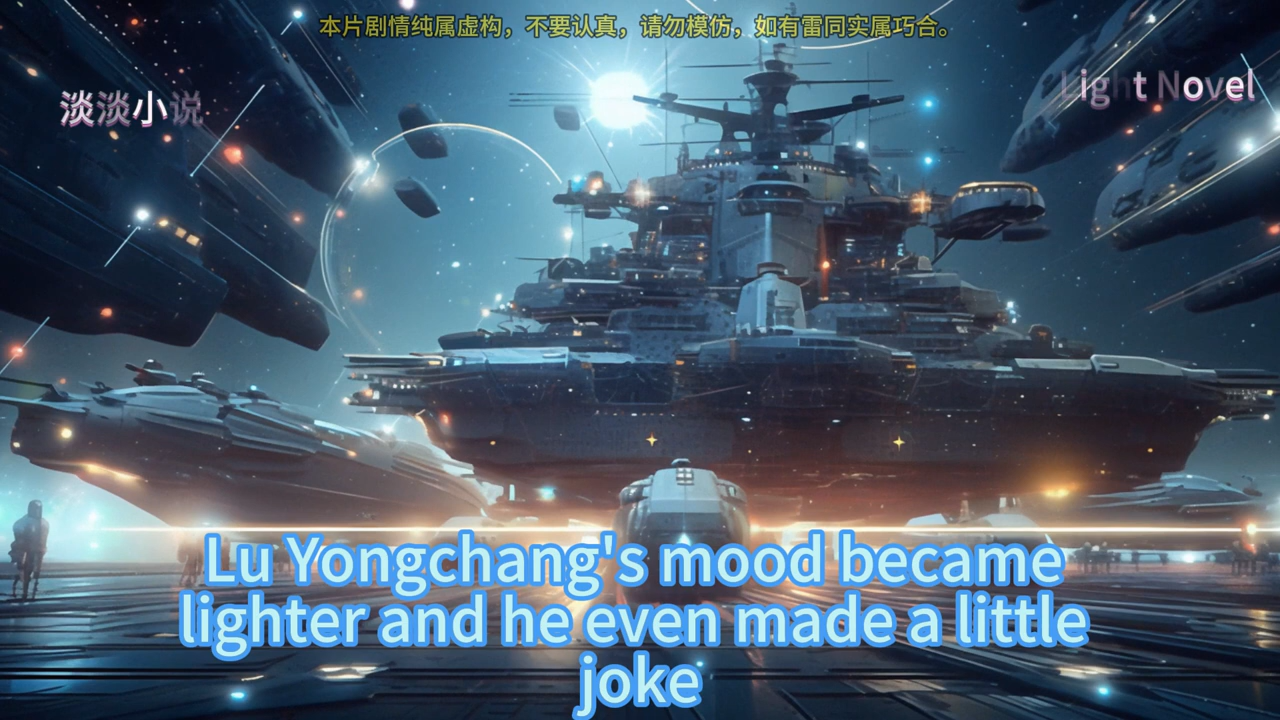 本片剧情纯属虚构，不要认真，请勿模仿，如有雷同实属巧合。
淡淡小说
Light Novel
Lu Yongchang's mood became
lighter and he even made a little
joke